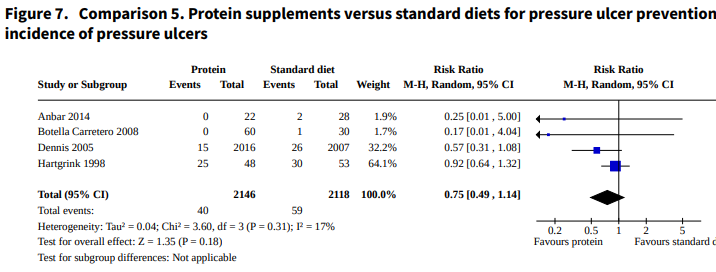 Figure 7.   Comparison 5. Protein supplements versus standard diets for pressure ulcer prevention
incidence of pressure ulcers
Protein Standard diet Risk Ratio Risk Ratio
Study or Subgroup Events Total Events Total Weight M-H, Random, 95% CI M-H, Random, 95% CI
Anbar 2014 0 22 2 28 1.9% 0.25 [0.01 , 5.00]
Botella Carretero 2008 0 60 1 30 1.7% 0.17 [0.01 , 4.04]
Dennis 2005 15 2016 26 2007 32.2% 0.57 [0.31 , 1.08]
Hartgrink 1998 25 48 30 53 64.1% 0.92 [0.64 , 1.32]
Total (95% CI) 2146 2118 100.0% 0.75 [0.49 , 1.14]
Total events: 40 59
Heterogeneity: Tau² = 0.04; Chi² = 3.60, df = 3 (P = 0.31); I² = 17%
0.2 0.5 1 2 5
Test for overall effect: Z = 1.35 (P = 0.18)
Favours protein Favours standard d
Test for subgroup differences: Not applicable